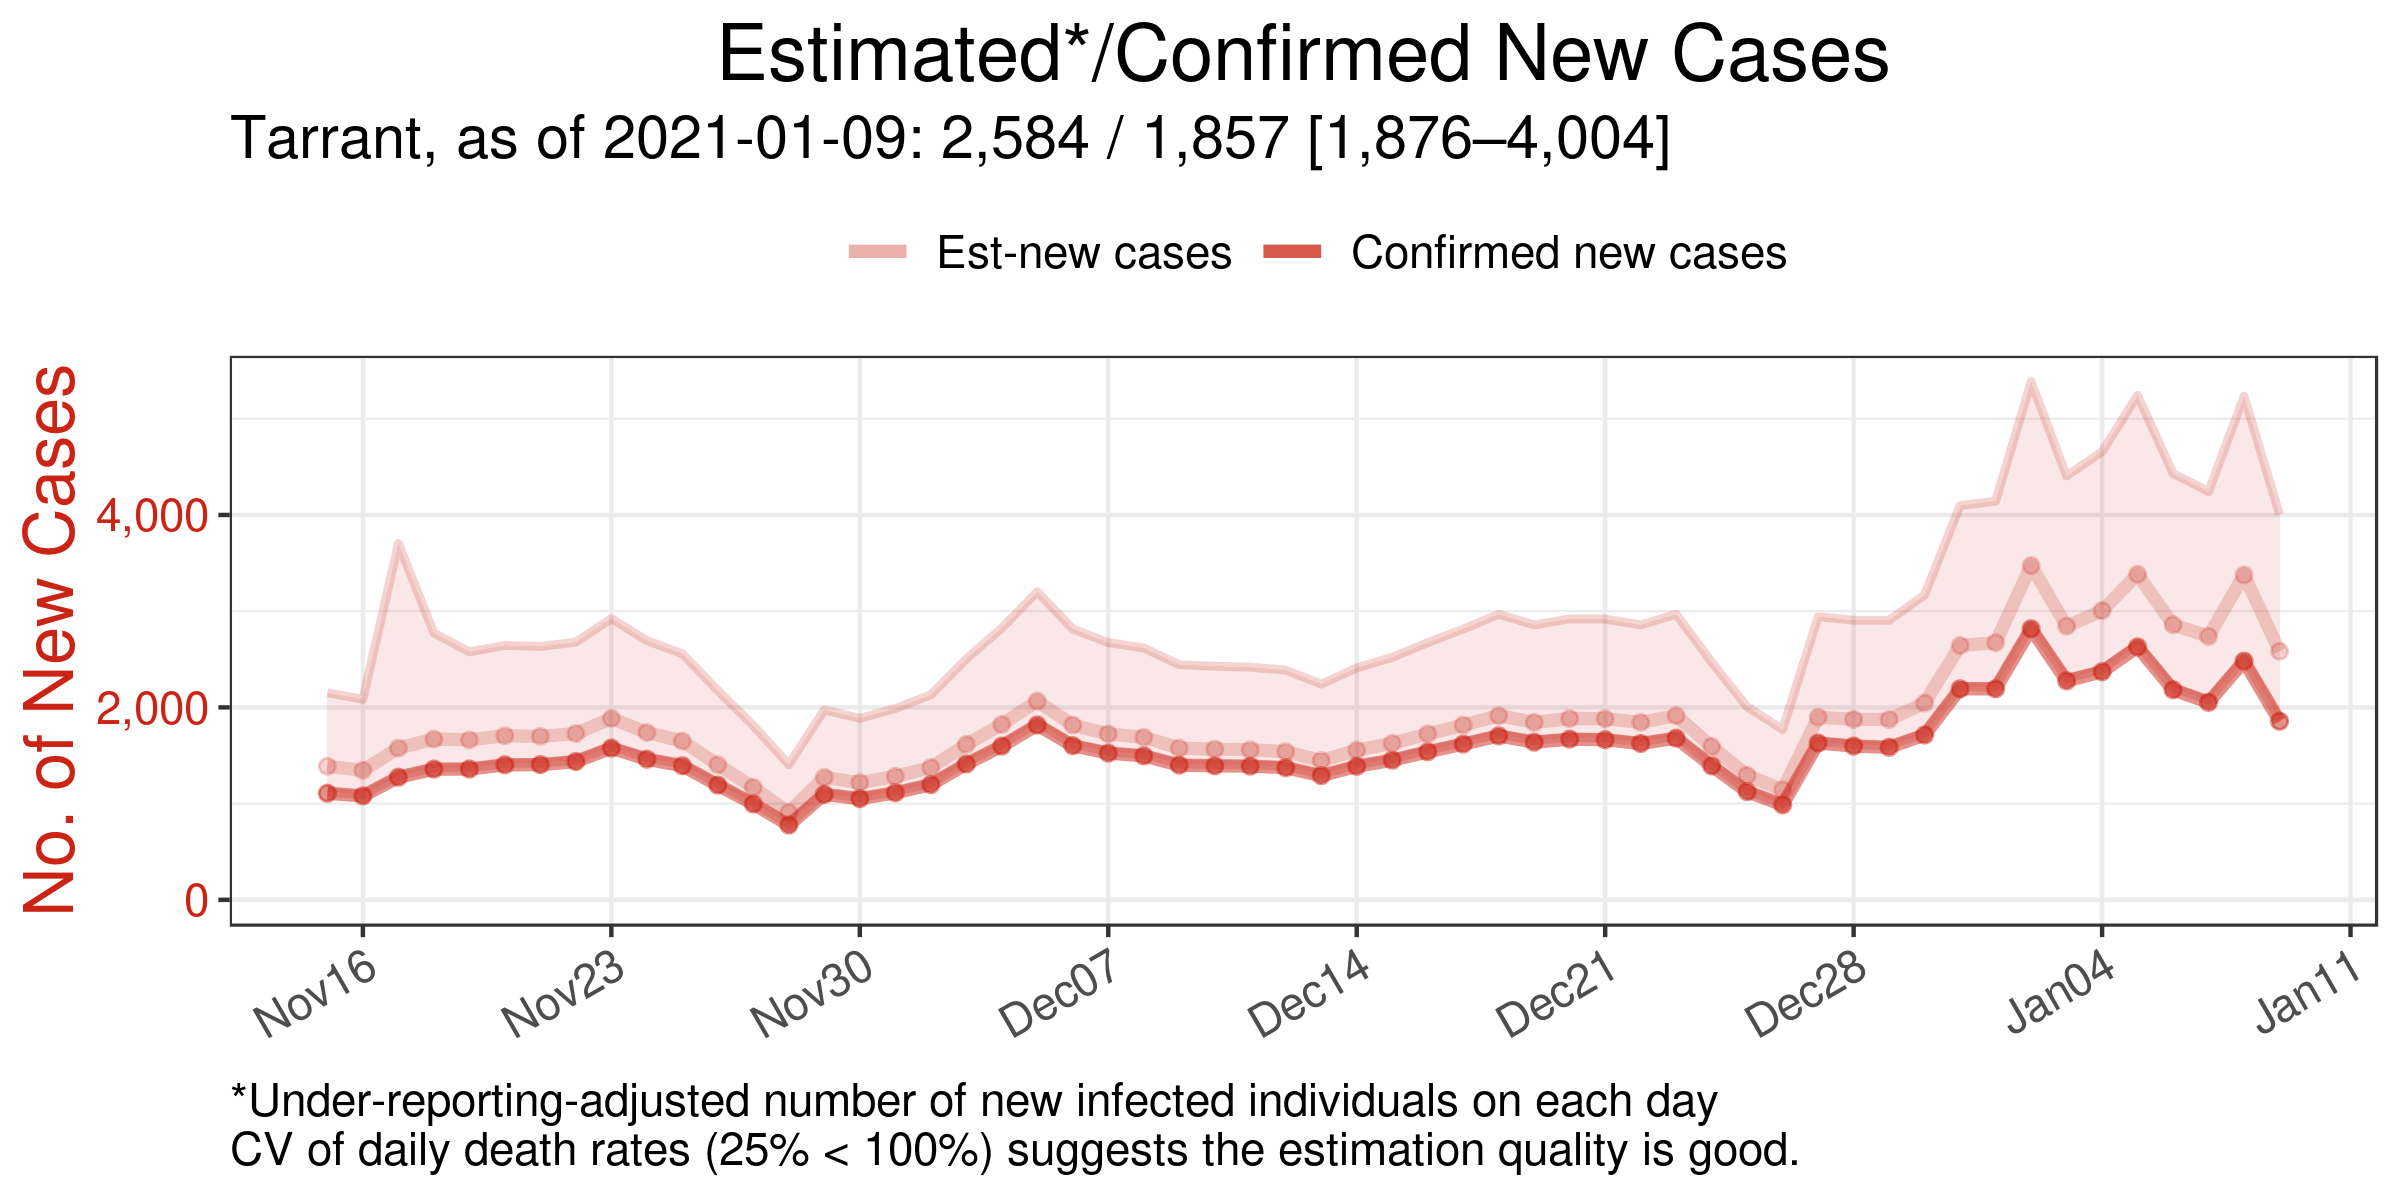 Estimated*/Confirmed New Cases
Tarrant, as of 2021-01-09: 2,584 / 1,857 [1,876–4,004]
Est-new cases Confirmed new cases
No. of New Cases
4,000
2,000
0
Nov16 Nov23 Nov30 Dec07 Dec14 Dec21 Dec28 Jan04 Jan11
*Under-reporting-adjusted number of new infected individuals on each day
CV of daily death rates (25% < 100%) suggests the estimation quality is good.